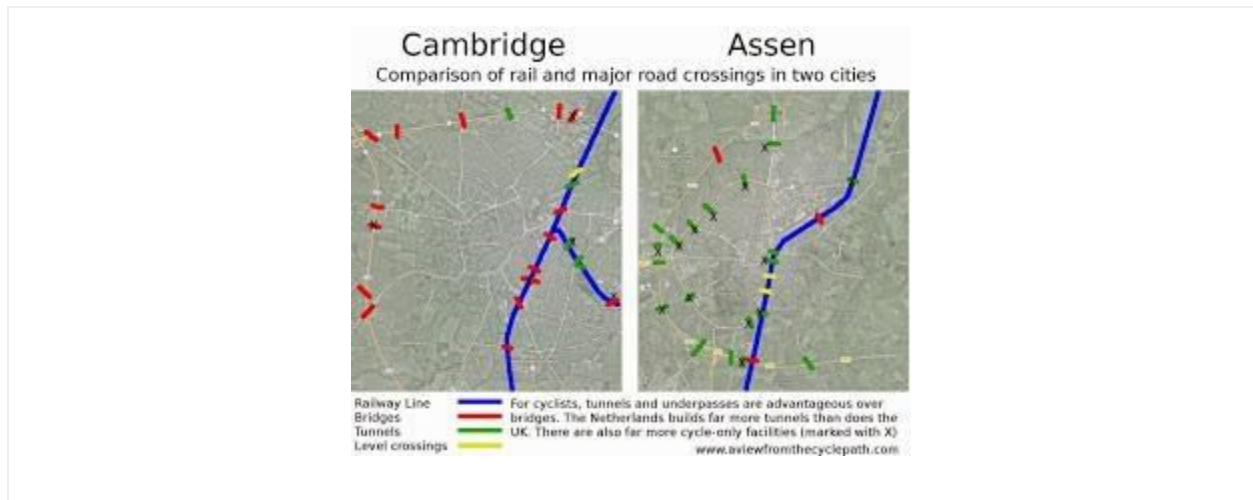 Cambridge
Assen
Comparison of rail and major road crossings in two cities
Railway Line
Bridges
Tunnels
Level crossings
For cyclists, tunnels and underpasses are advantageous over
bridges. The Netherlands builds far more tunnels than does the
UK. There are also far more cycle-only facilities (marked with X)
www.aviewfromthecyclepath.com